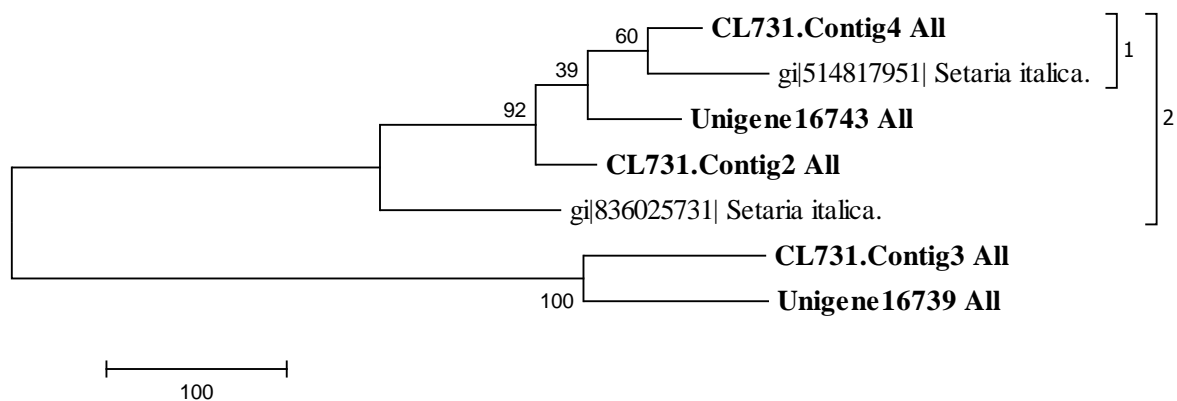 CL731.Contig4 All
60
1
gi|514817951| Setaria italica.
39
2
Unigene16743 All
92
CL731.Contig2 All
gi|836025731| Setaria italica.
CL731.Contig3 All
100
Unigene16739 All
100